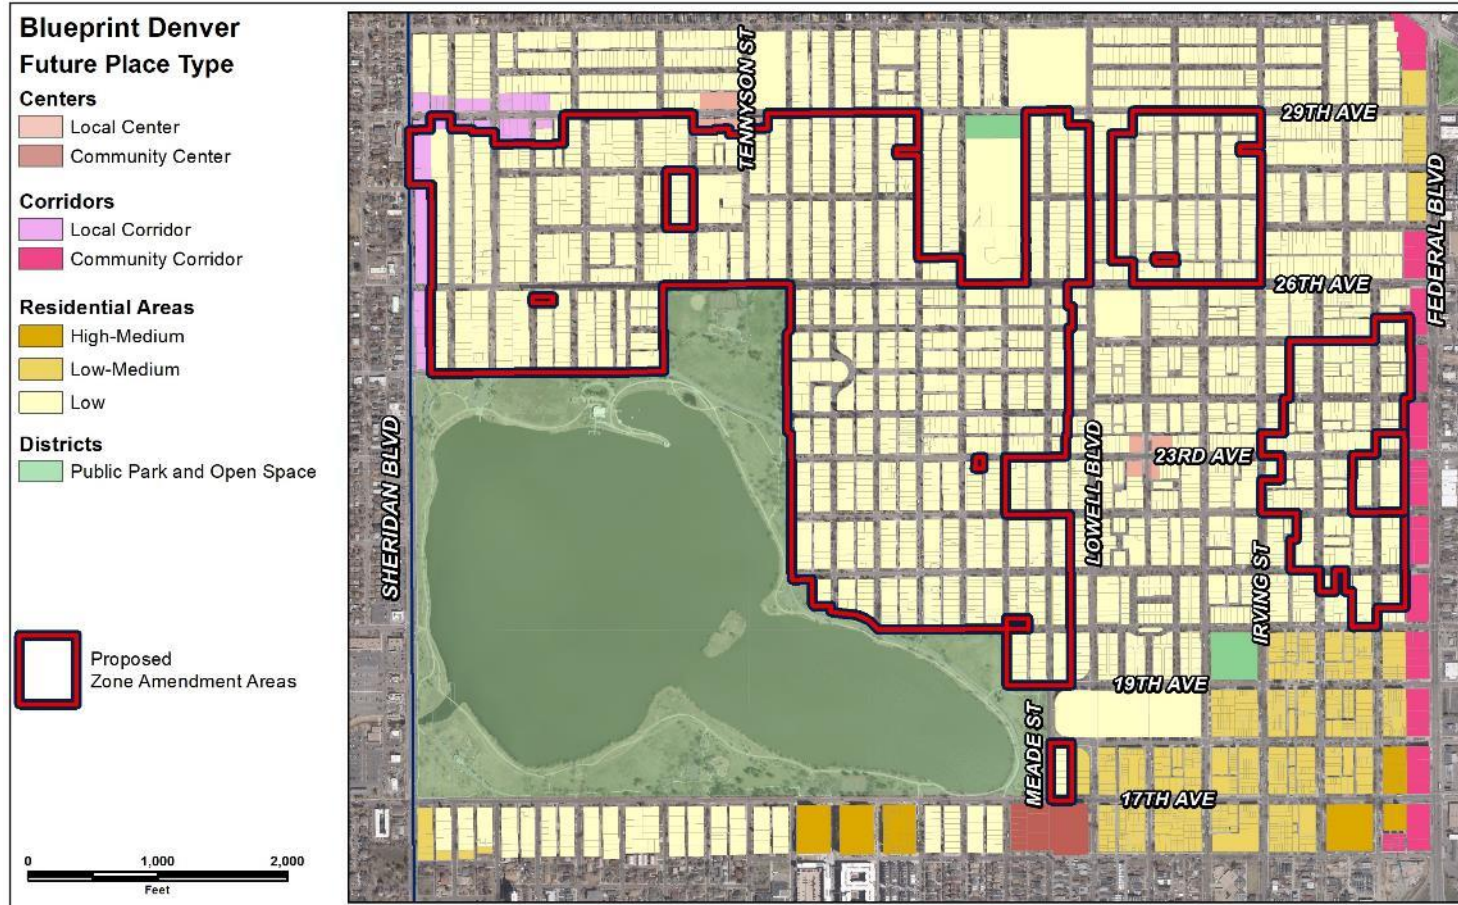 Blueprint Denver
Future Place Type
Centers
Local Center
Community Center
Corridors
Local Corridor
Community Corridor
Residential Areas
High-Medium
Low-Medium
Low
Districts
Public Park and Open Space
Proposed
Zone Amendment Areas
0 1,000 2,000
Feet
TENNYSON ST
29TH AVE
FEDERAL BLVD
26TH AVE
SHERIDAN BLVD
LOWELL BLVD
23RD AVE
IRVING ST
19TH AVE
MEADE ST
17TH AVE